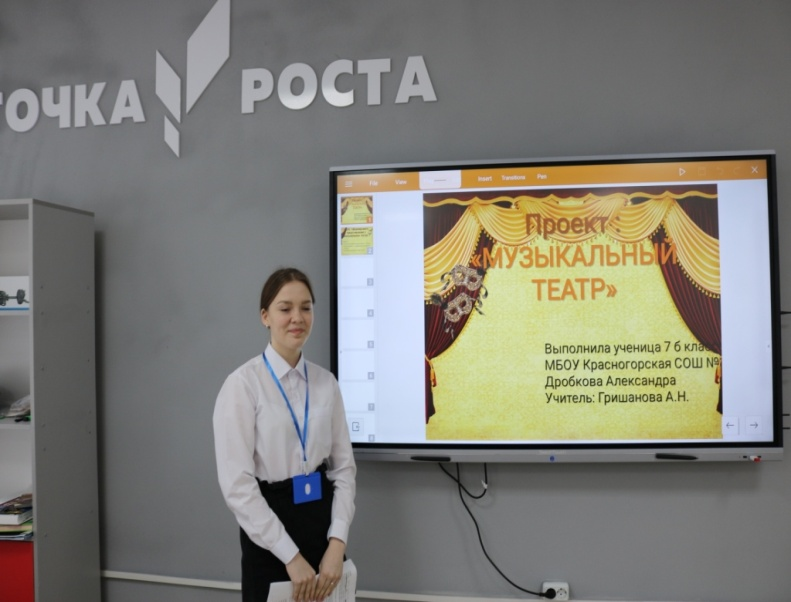 ТОЧКА РОСТА
File View Insert Transitions Pen
Проект :
«МУЗЫКАЛЬНЫЙ
ТЕАТР»
Выполнила ученица 7 б клас
МБОУ Красногорская СОШ №
Дробкова Александра
Учитель: Гришанова А.Н.